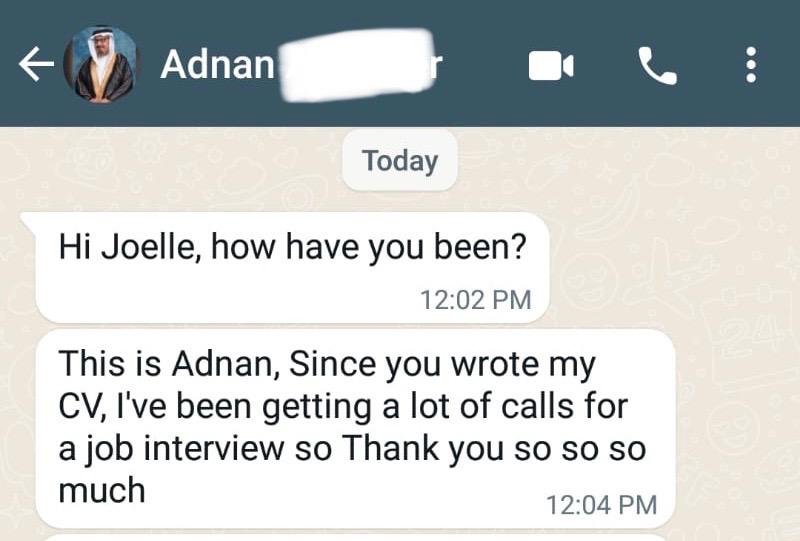 Adnan r
Today
Hi Joelle, how have you been?
12:02 PM
This is Adnan, Since you wrote my
CV, I've been getting a lot of calls for
a job interview so Thank you so so so
much
12:04 PM